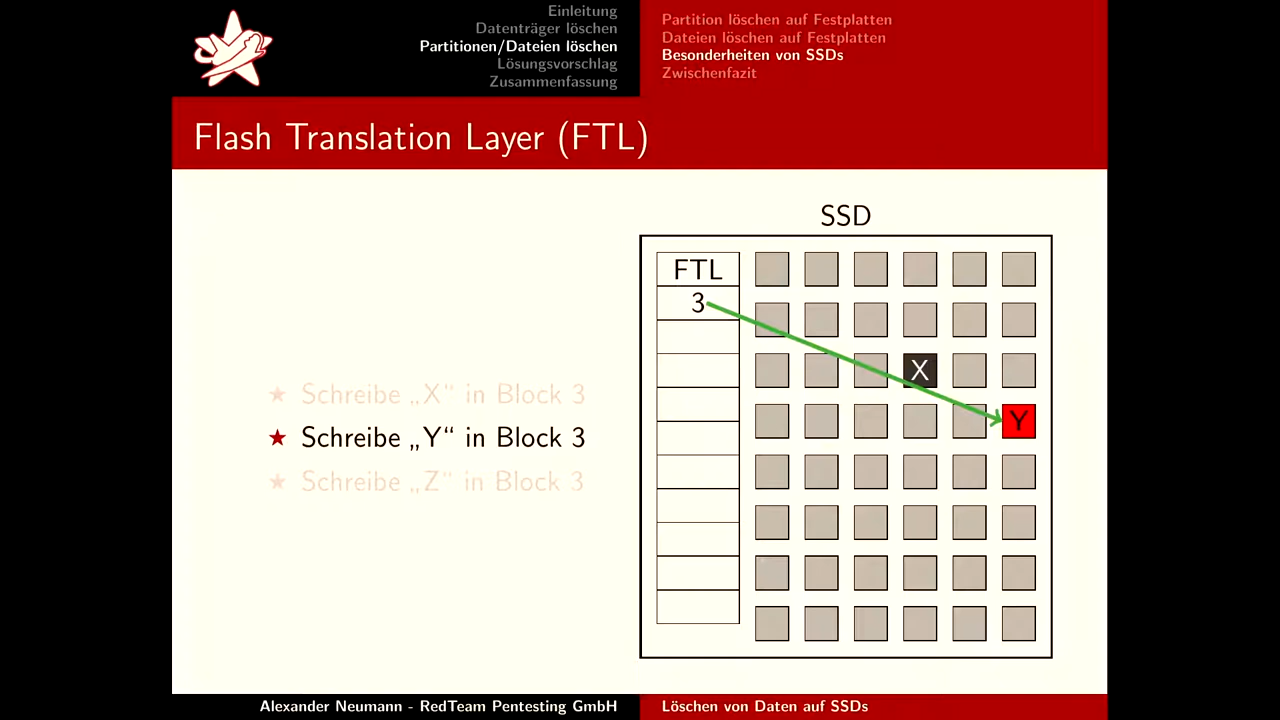 Einleitung
Datenträger löschen
Partitionen/Dateien löschen
Lösungsvorschlag
Zusammenfassung
Partition löschen auf Festplatten
Dateien löschen auf Festplatten
Besonderheiten von SSDs
Zwischenfazit
Flash Translation Layer (FTL)
★ Schreibe „X“ in Block 3
★ Schreibe „Y“ in Block 3
★ Schreibe „Z“ in Block 3
SSD
FTL
3
X
Y
Alexander Neumann - RedTeam Pentesting GmbH
Löschen von Daten auf SSDs